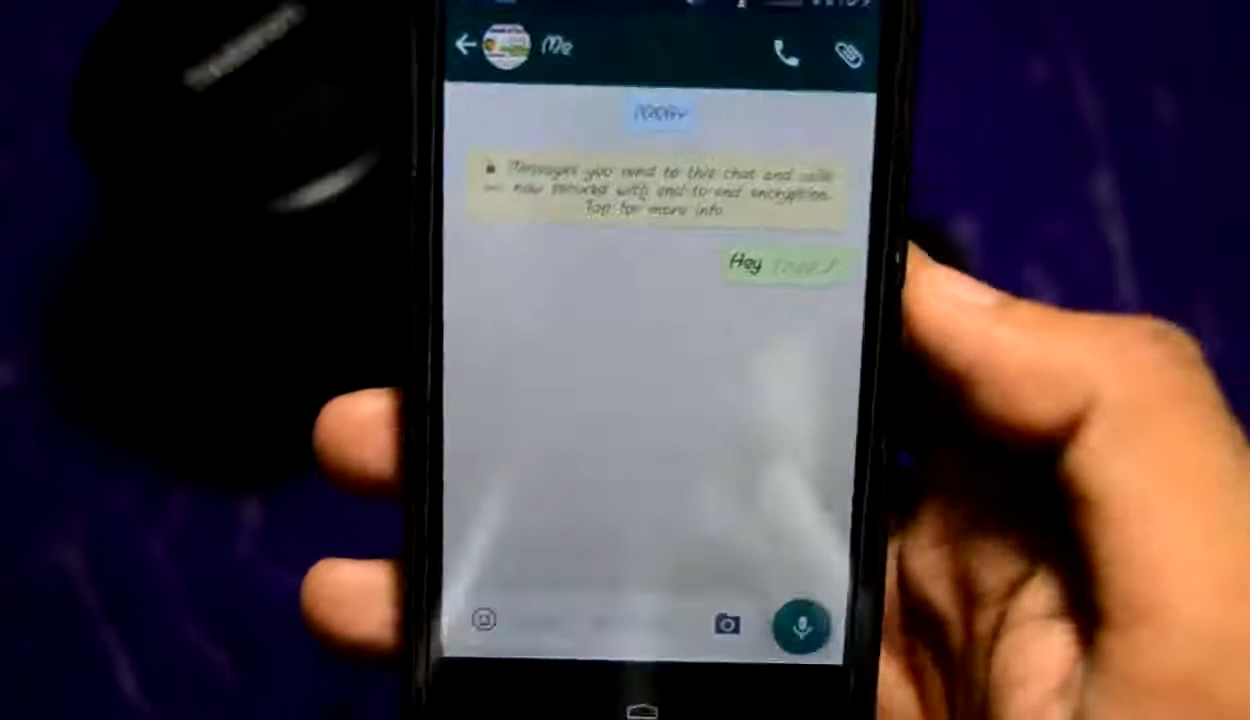 Me
TODAY
Messages you send to this chat and calls
now secured with end-to-end encryption.
Tap for more info
Hey